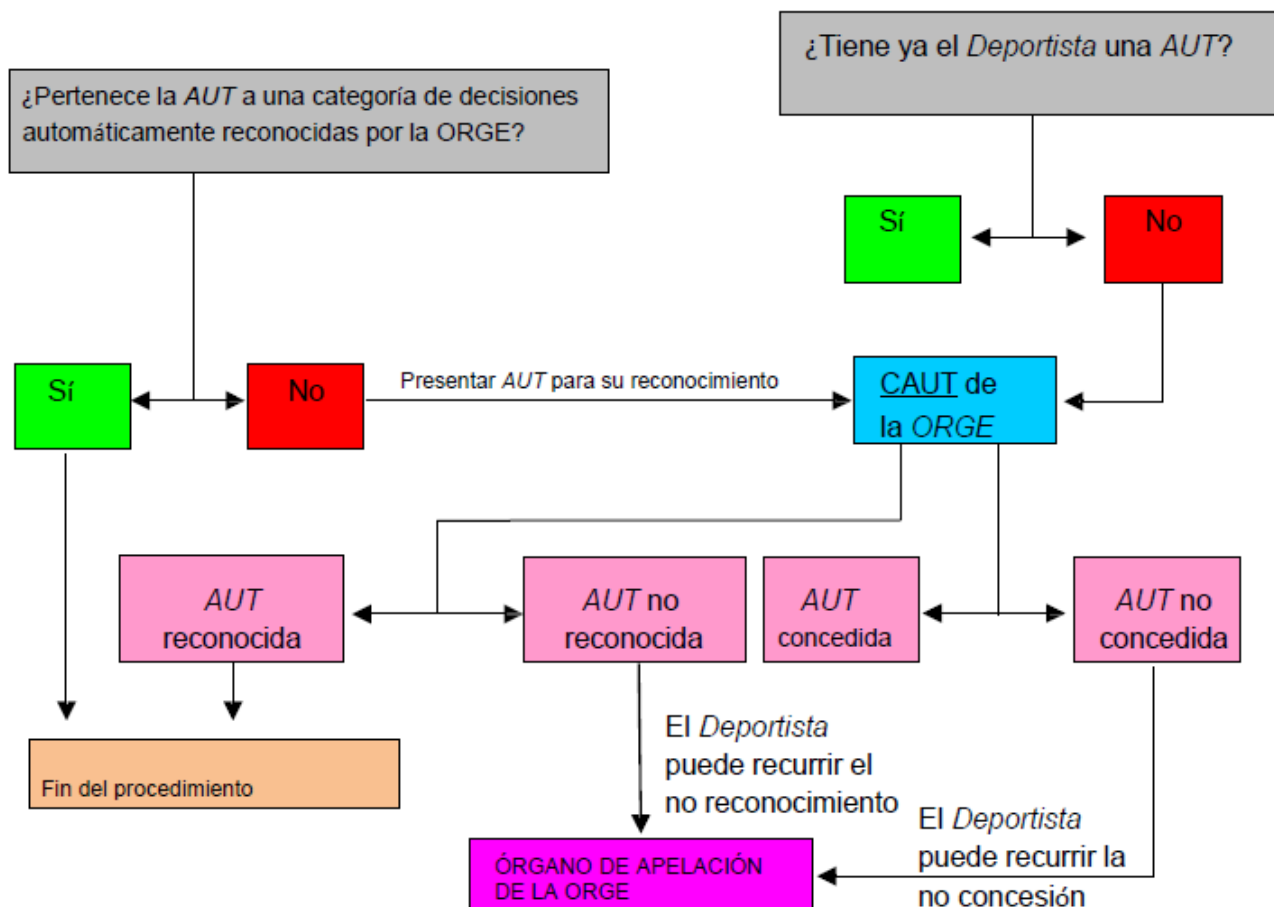 ¿Tiene ya el Deportista una AUT?
¿Pertenece la AUT a una categoría de decisiones
automáticamente reconocidas por la ORGE?
Sí
No
Sí
No
Presentar AUT para su reconocimiento
CAUT de
la ORGE
AUT
reconocida
AUT no
reconocida
AUT
concedida
AUT no
concedida
Fin del procedimiento
El Deportista
puede recurrir el
no reconocimiento
El Deportista
puede recurrir la
no concesión
ÓRGANO DE APELACIÓN
DE LA ORGE